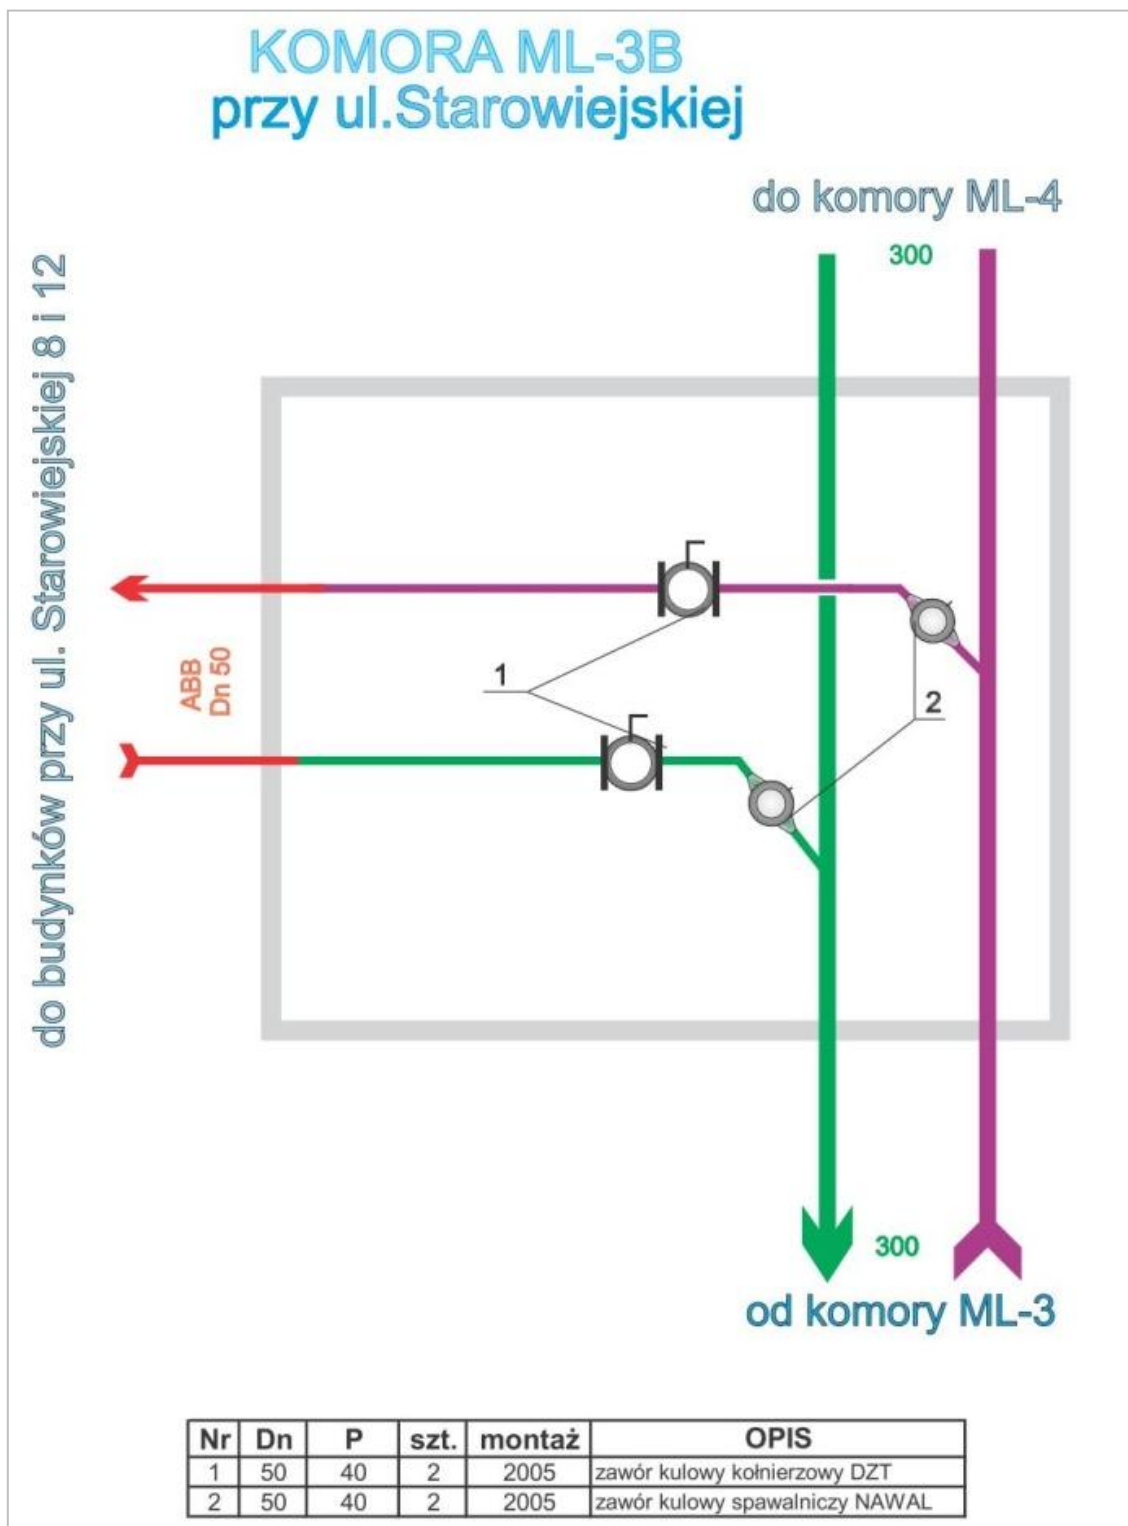 KOMORA ML-3B
przy ul.Starowiejskiej
do komory ML-4
300
do budynków przy ul. Starowiejskiej 8 i 12
ABB
Dn 50
1
2
300
od komory ML-3
Nr Dn P szt. montaż OPIS
1 50 40 2 2005 zawór kulowy kołnierzowy DZT
2 50 40 2 2005 zawór kulowy spawalniczy NAWAL